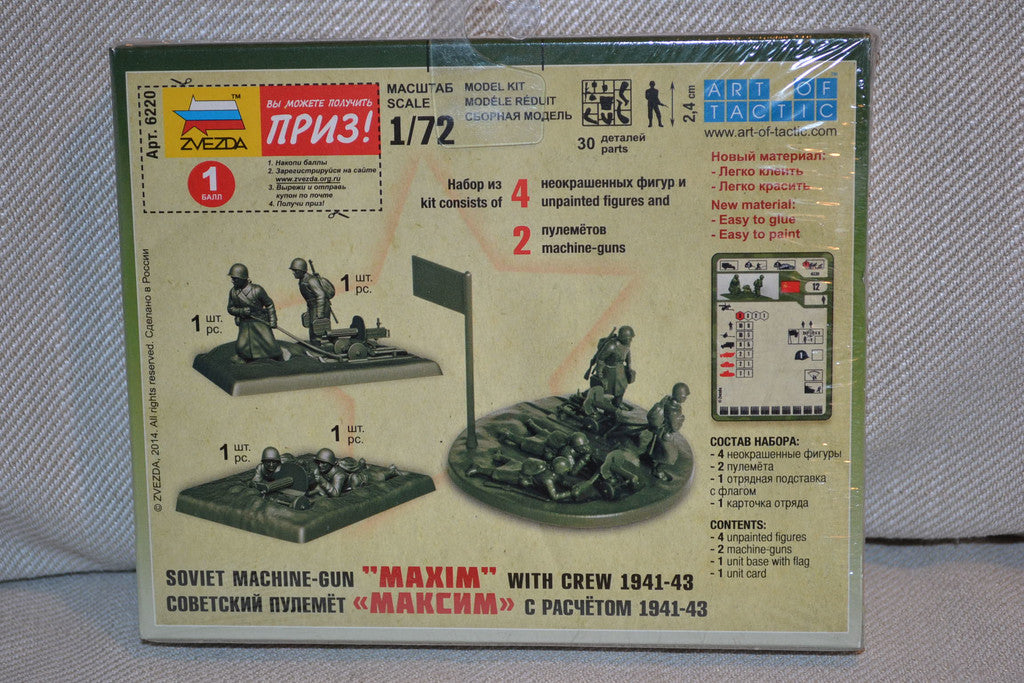 Арт. 6220
ZVEZDA
™
ВЫ МОЖЕТЕ ПОЛУЧИТЬ
ПРИЗ!
1
БАЛЛ
1. Накопи баллы
2. Зарегистрируйся на сайте
www.zvezda.org.ru
3. Вырежи и отправь
купон по почте
4. Получи приз!
МАСШТАБ
SCALE
1/72
MODEL KIT
MODÈLE RÉDUIT
СБОРНАЯ МОДЕЛЬ
30 деталей
parts
2,4 cm
ART OF
TACTIC
www.art-of-tactic.com
Набор из 4 неокрашенных фигур и
kit consists of unpainted figures and
2 пулемётов
machine-guns
Новый материал:
- Легко клеить
- Легко красить
New material:
- Easy to glue
- Easy to paint
12
1 шт.
pc.
1 шт.
pc.
1 шт.
pc.
1 шт.
pc.
© ZVEZDA, 2014. All rights reserved. Сделано в России
СОСТАВ НАБОРА:
- 4 неокрашенные фигуры
- 2 пулемёта
- 1 отрядная подставка
с флагом
- 1 карточка отряда
CONTENTS:
- 4 unpainted figures
- 2 machine-guns
- 1 unit base with flag
- 1 unit card
SOVIET MACHINE-GUN "MAXIM" WITH CREW 1941-43
СОВЕТСКИЙ ПУЛЕМЁТ «МАКСИМ» С РАСЧЁТОМ 1941-43